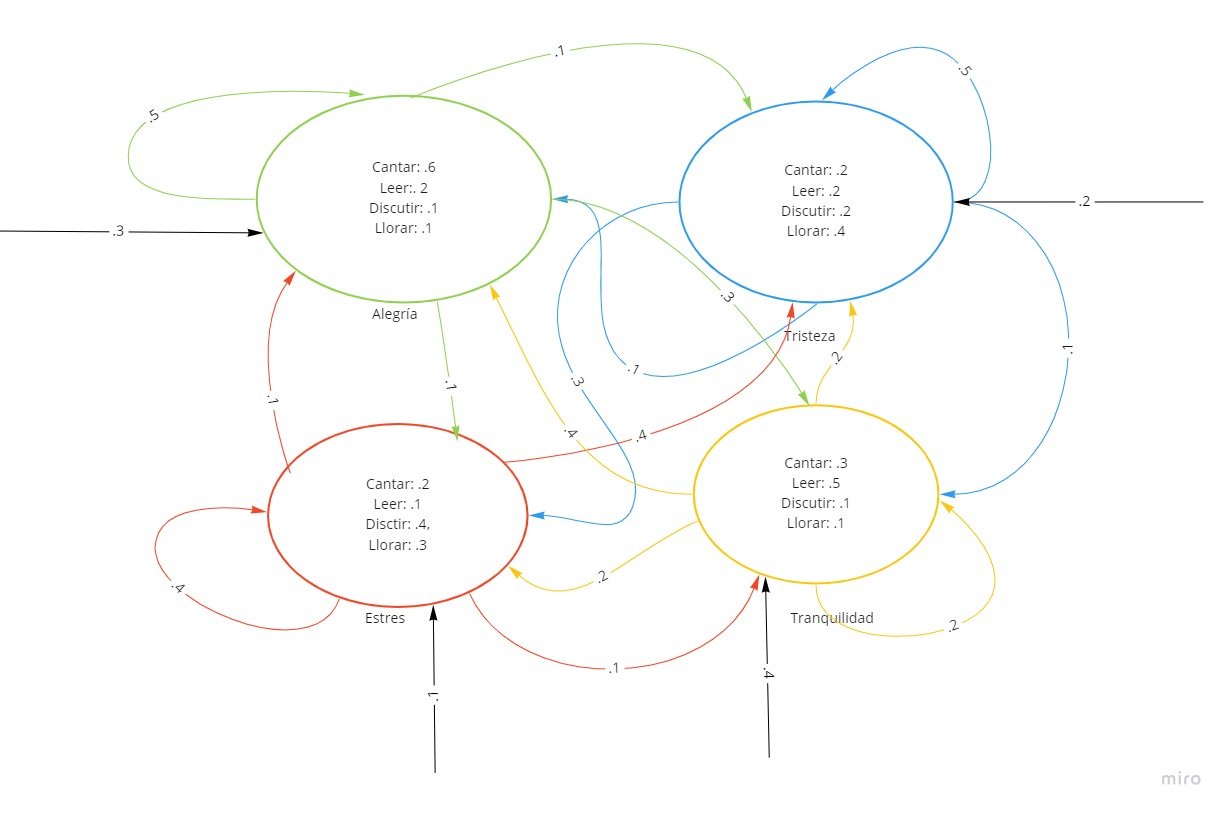 .1
.5
.5
Cantar: .6
Leer:. 2
Discutir: .1
Llorar: .1
Cantar: .2
Leer: .2
Discutir: .2
Llorar: .4
.2
.3
.3
Alegría
Tristeza
.1
.2
.1
.3
.1
.1
.4
.4
Cantar: .3
Leer: .5
Discutir: .1
Llorar: .1
Cantar: .2
Leer: .1
Disctir: .4,
Llorar: .3
.2
.4
Estres
Tranquilidad
.2
.1
.4
.1
miro